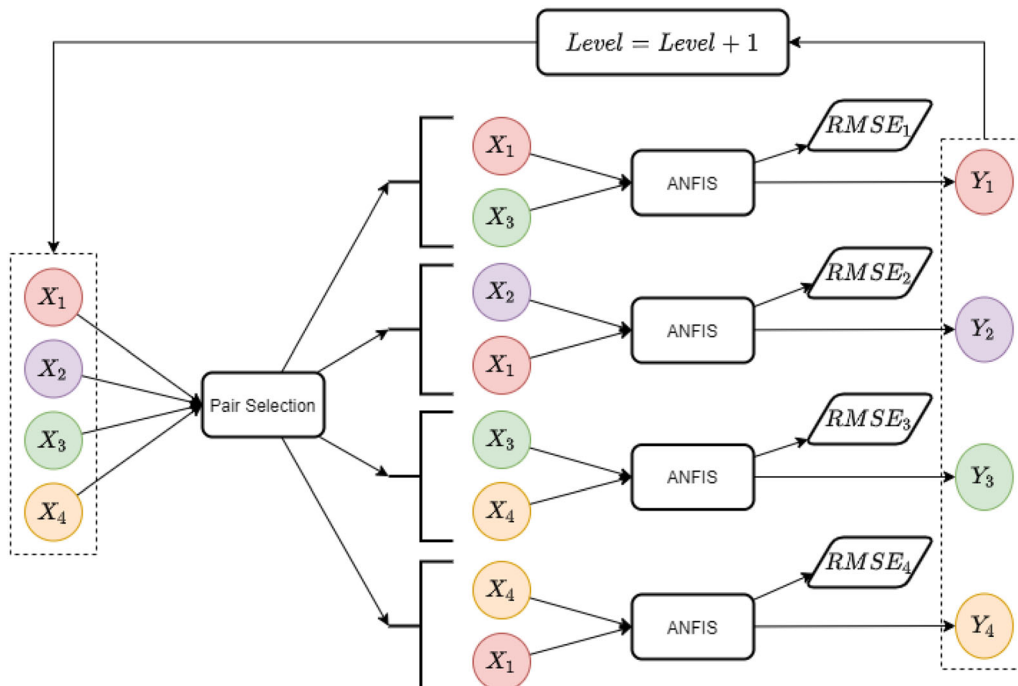 Level = Level + 1
X₁
X₂
X₃
X₄
Pair Selection
X₁
X₃
ANFIS
RMSE₁
Y₁
X₂
X₁
ANFIS
RMSE₂
Y₂
X₃
X₄
ANFIS
RMSE₃
Y₃
X₄
X₁
ANFIS
RMSE₄
Y₄